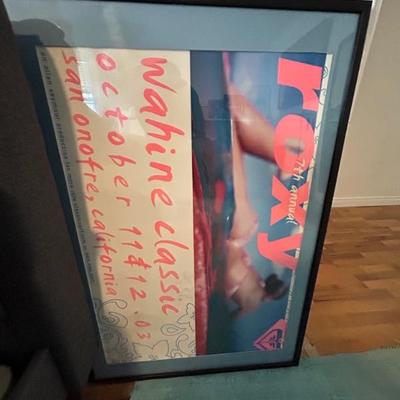 roxy
7th annual
wahine classic
october 11&12.03
san onofre, california